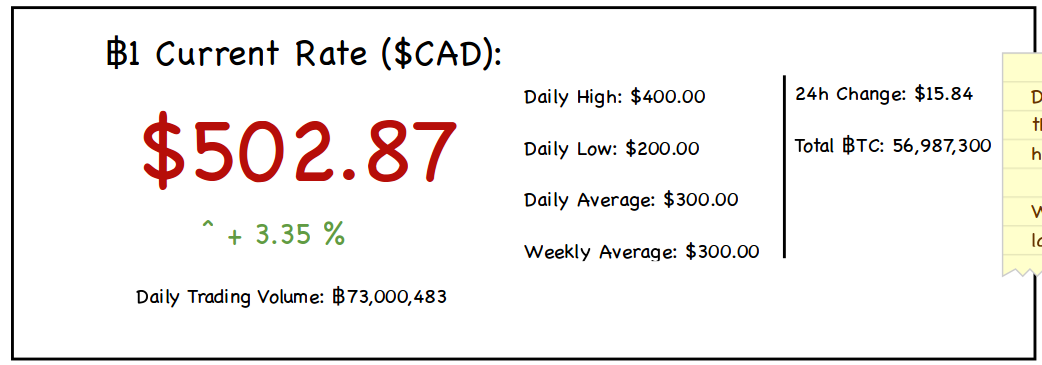 ฿1 Current Rate ($CAD):
$502.87
^ + 3.35 %
Daily Trading Volume: ฿73,000,483
Daily High: $400.00
Daily Low: $200.00
Daily Average: $300.00
Weekly Average: $300.00
24h Change: $15.84
Total ฿TC: 56,987,300